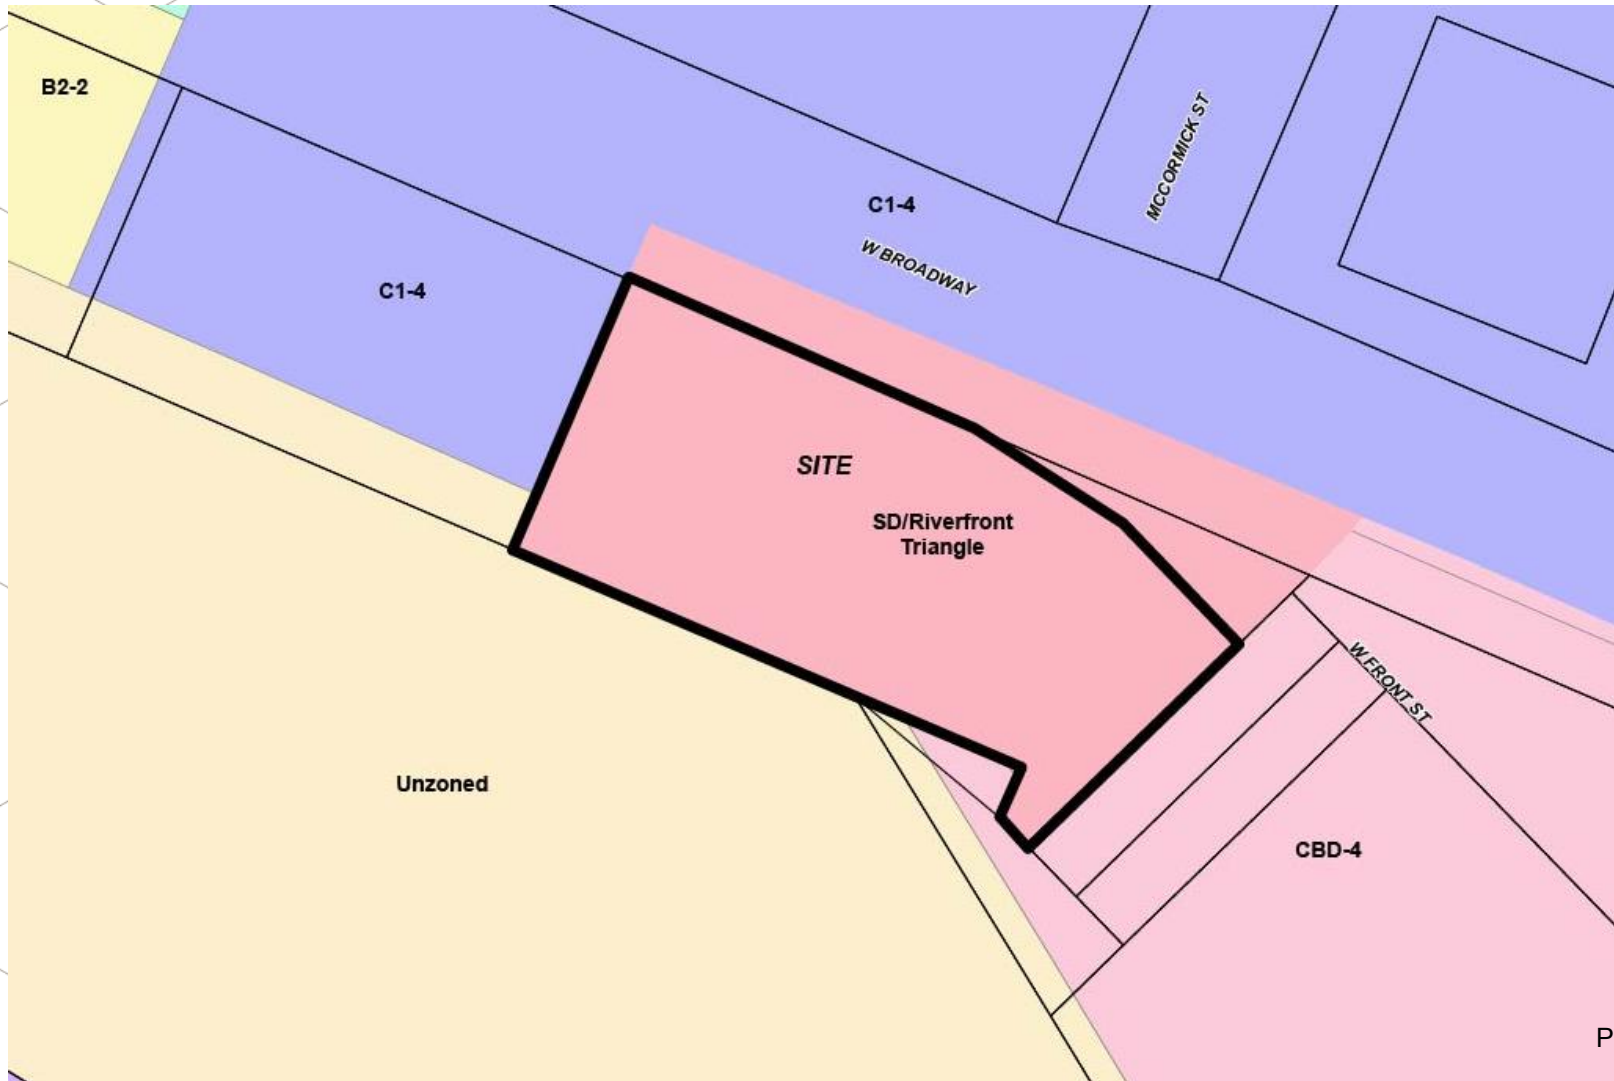 B2-2
MCCORMICK ST
C1-4
W BROADWAY
C1-4
SITE
SD/Riverfront
Triangle
W FRONT ST
Unzoned
CBD-4
P